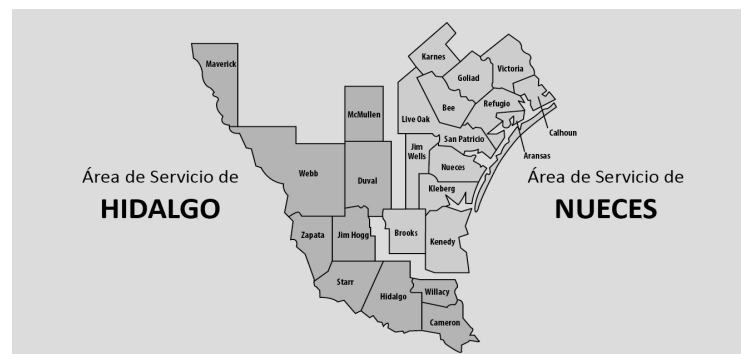 Área de Servicio de
HIDALGO
Maverick
McMullen
Webb
Duval
Zapata
Jim Hogg
Starr
Hidalgo
Willacy
Cameron
Karnes
Goliad
Victoria
Bee
Refugio
Live Oak
Calhoun
San Patricio
Aransas
Jim
Wells
Nueces
Kleberg
Brooks
Kenedy
Área de Servicio de
NUECES